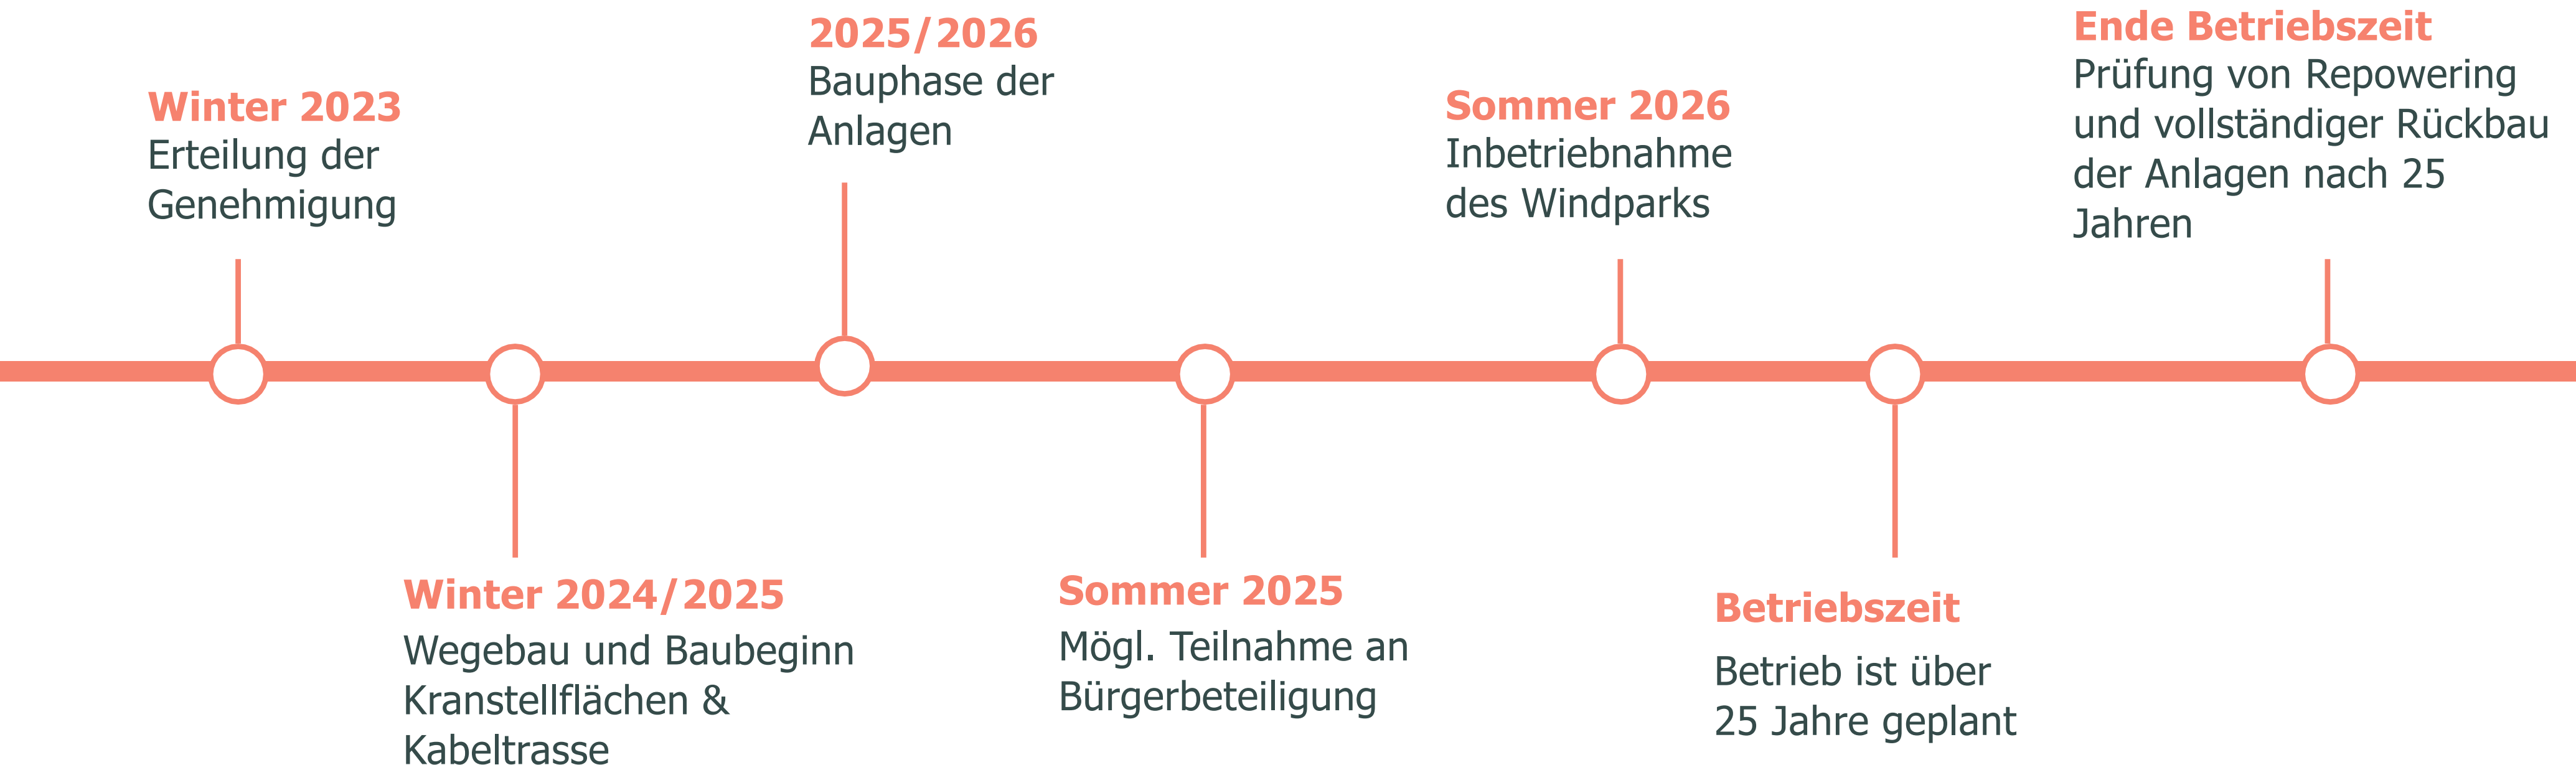 Winter 2023
Erteilung der
Genehmigung
Winter 2024/2025
Wegebau und Baubeginn
Kranstellflächen &
Kabeltrasse
2025/2026
Bauphase der
Anlagen
Sommer 2025
Mögl. Teilnahme an
Bürgerbeteiligung
Sommer 2026
Inbetriebnahme
des Windparks
Betriebszeit
Betrieb ist über
25 Jahre geplant
Ende Betriebszeit
Prüfung von Repowering
und vollständiger Rückbau
der Anlagen nach 25
Jahren